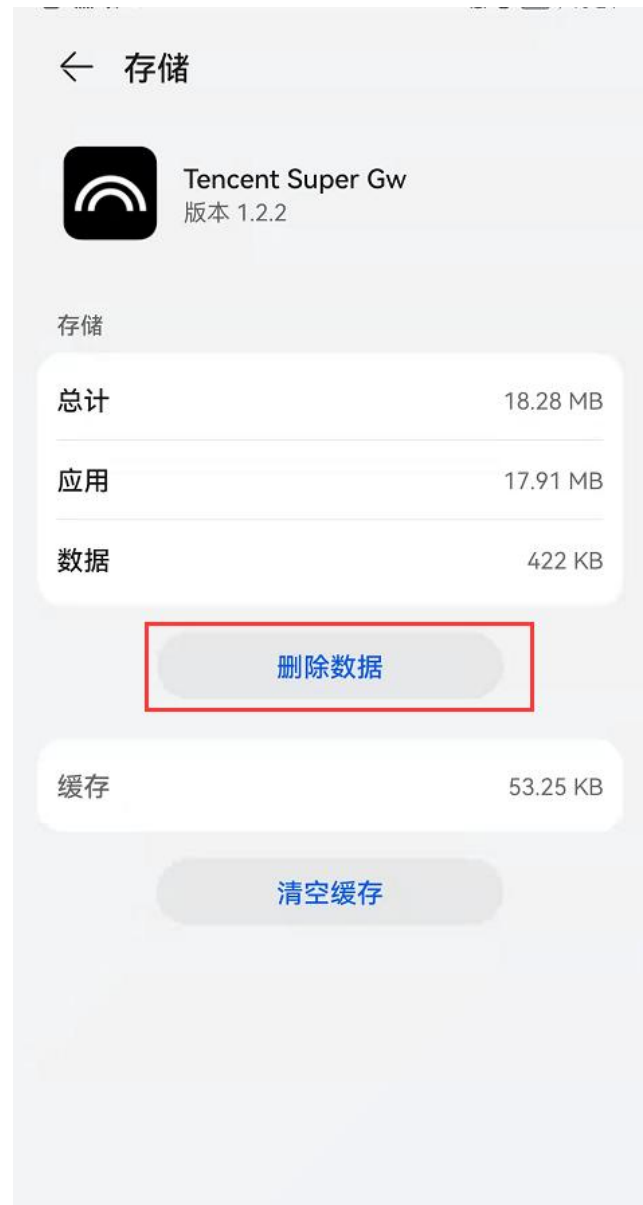 存储
Tencent Super Gw
版本 1.2.2
存储
总计 18.28 MB
应用 17.91 MB
数据 422 KB
删除数据
缓存 53.25 KB
清空缓存